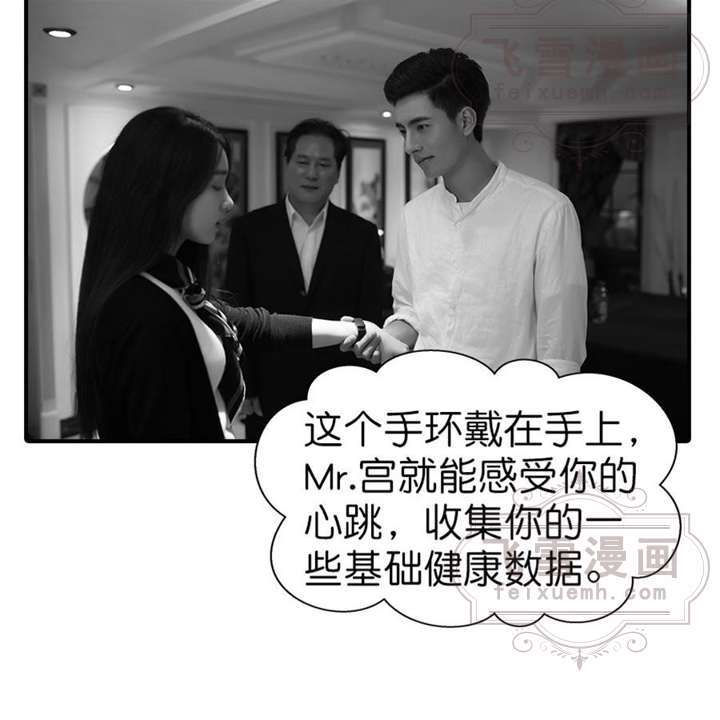 飞雪漫画
feixuemh.com
这个手环戴在手上，
Mr.宫就能感受你的
心跳，收集你的一
些基础健康数据。
飞雪漫画
feixuemh.com